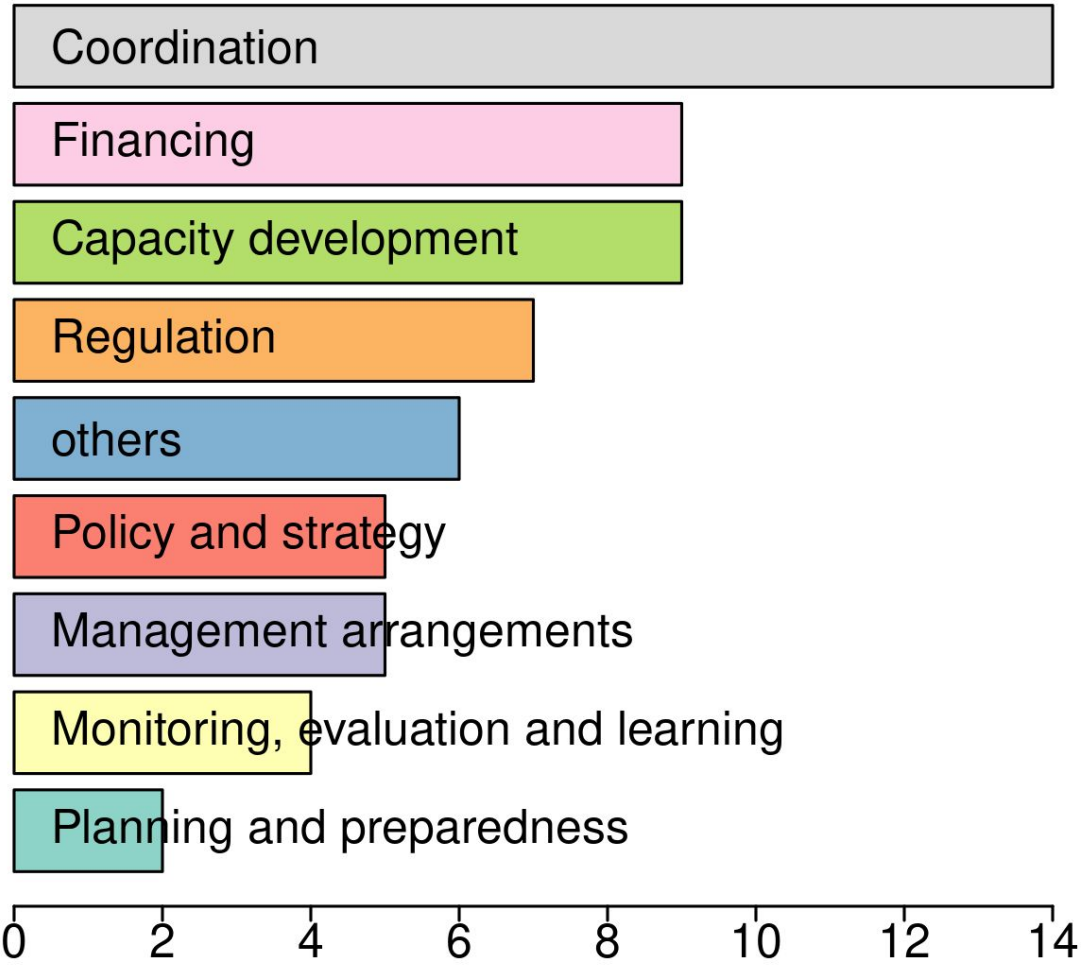 Coordination
Financing
Capacity development
Regulation
others
Policy and strategy
Management arrangements
Monitoring, evaluation and learning
Planning and preparedness
0 2 4 6 8 10 12 14